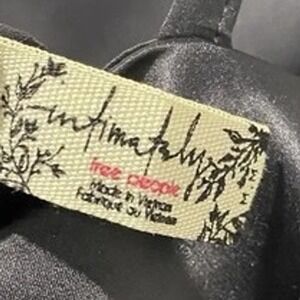 intimately
free people
Made in Vietnam
Fabriqué au Vietnam
M